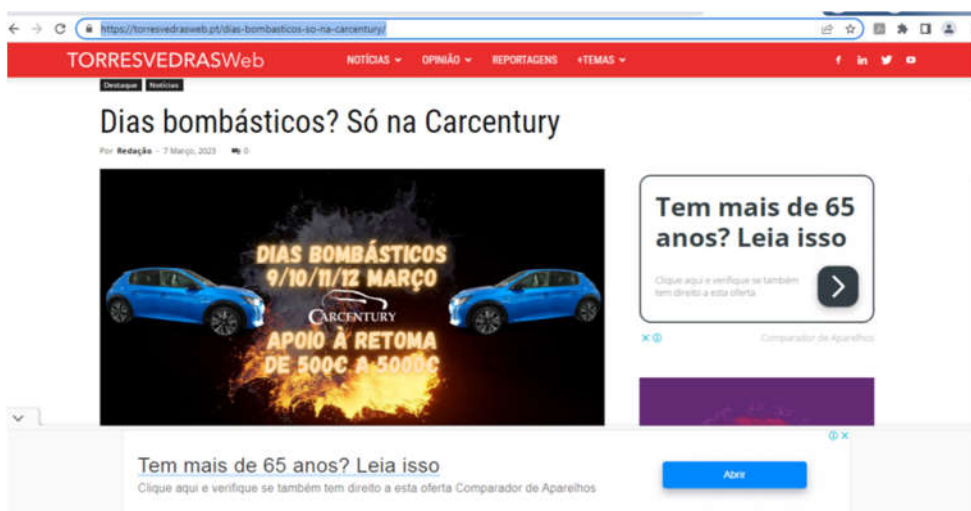 https://torresvedrasweb.pt/dias-bombasticos-so-na-carcentury/
TORRESVEDRASWeb
NOTÍCIAS OPINIÃO REPORTAGENS +TEMAS
Destaque Notícias
Dias bombásticos? Só na Carcentury
Por Redação - 7 Março, 2023 0
DIAS BOMBÁSTICOS
9/10/11/12 MARÇO
CARCENTURY
APOIO À RETOMA
DE 500€ A 5000€
Tem mais de 65
anos? Leia isso
Clique aqui e verifique se também
tem direito a esta oferta
Comparador de Aparelhos
Tem mais de 65 anos? Leia isso
Clique aqui e verifique se também tem direito a esta oferta Comparador de Aparelhos
Abrir